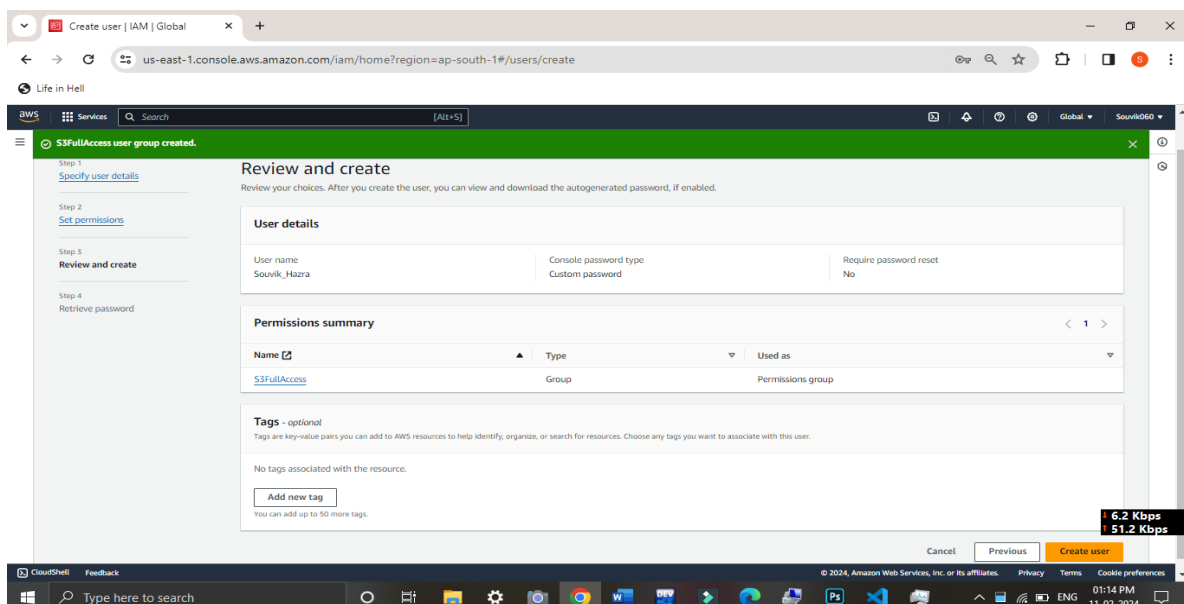 Create user | IAM | Global
us-east-1.console.aws.amazon.com/iam/home?region=ap-south-1#/users/create
S
Life in Hell
aws
Services
Search
[Alt+S]
Global
Souvik060
S3FullAccess user group created.
Step 1
Specify user details
Step 2
Set permissions
Step 3
Review and create
Step 4
Retrieve password
Review and create
Review your choices. After you create the user, you can view and download the autogenerated password, if enabled.
User details
User name
Souvik_Hazra
Console password type
Custom password
Require password reset
No
Permissions summary
1
Name
Type
Used as
S3FullAccess
Group
Permissions group
Tags - optional
Tags are key-value pairs you can add to AWS resources to help identify, organize, or search for resources. Choose any tags you want to associate with this user.
No tags associated with the resource.
Add new tag
You can add up to 50 more tags.
6.2 Kbps
51.2 Kbps
Cancel
Previous
Create user
CloudShell
Feedback
© 2024, Amazon Web Services, Inc. or its affiliates.
Privacy
Terms
Cookie preferences
Type here to search
W
DEV
Ps
ENG
01:14 PM
11-02-2024